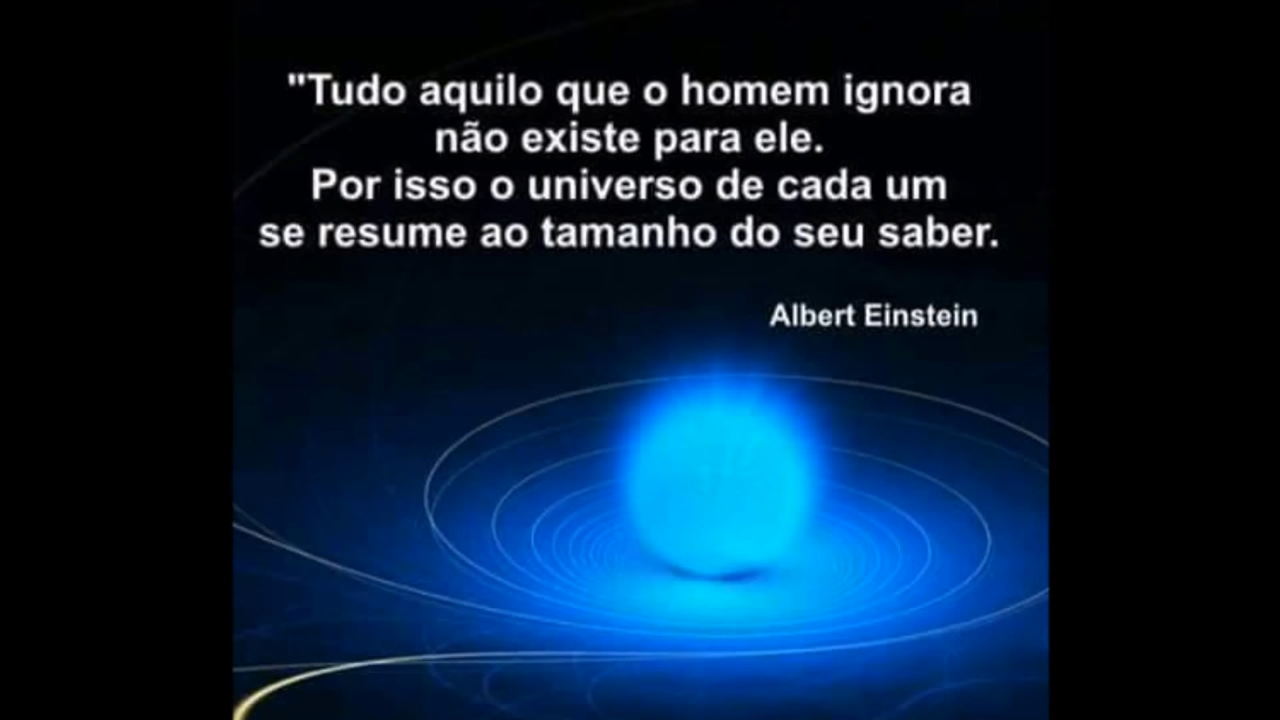 "Tudo aquilo que o homem ignora
não existe para ele.
Por isso o universo de cada um
se resume ao tamanho do seu saber.
Albert Einstein